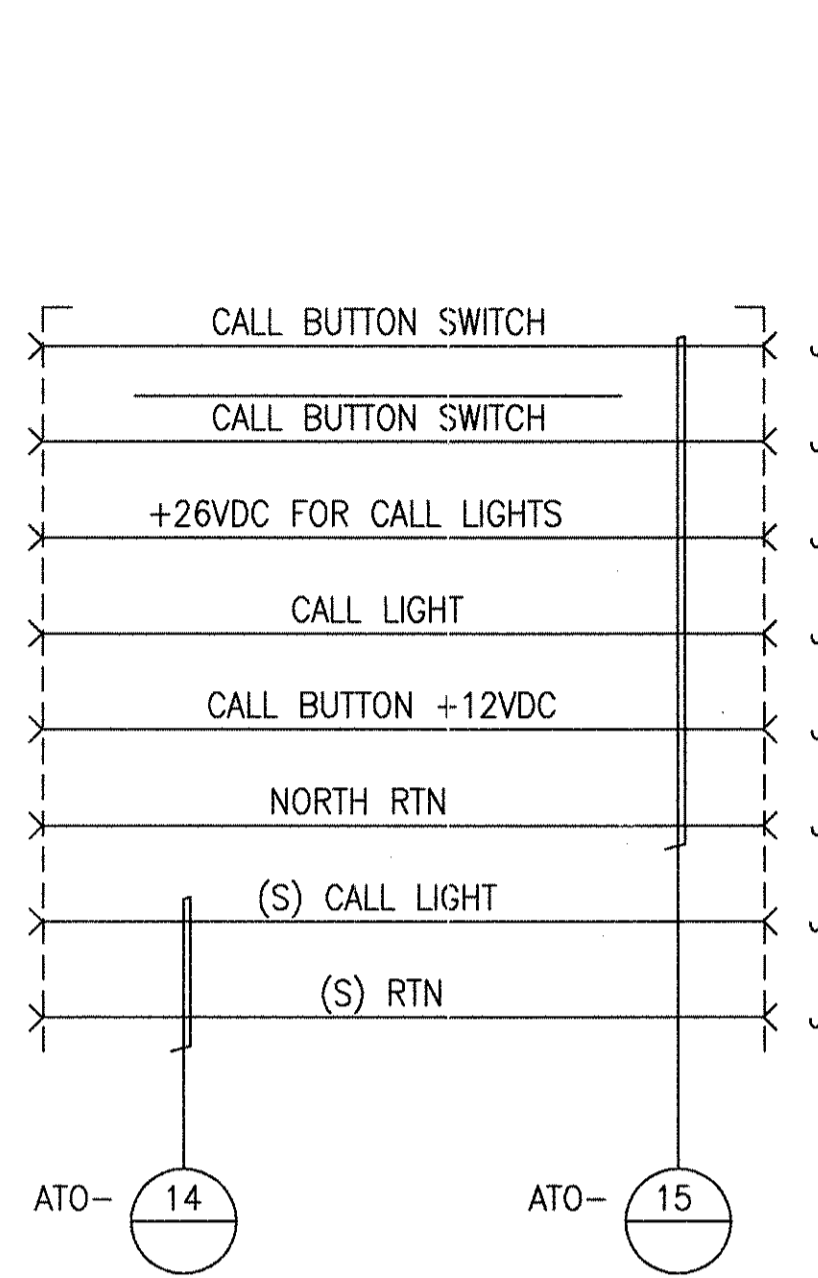 CALL BUTTON SWITCH
CALL BUTTON SWITCH
+26VDC FOR CALL LIGHTS
CALL LIGHT
CALL BUTTON +12VDC
NORTH RTN
(S) CALL LIGHT
(S) RTN
ATO- 14 ATO- 15